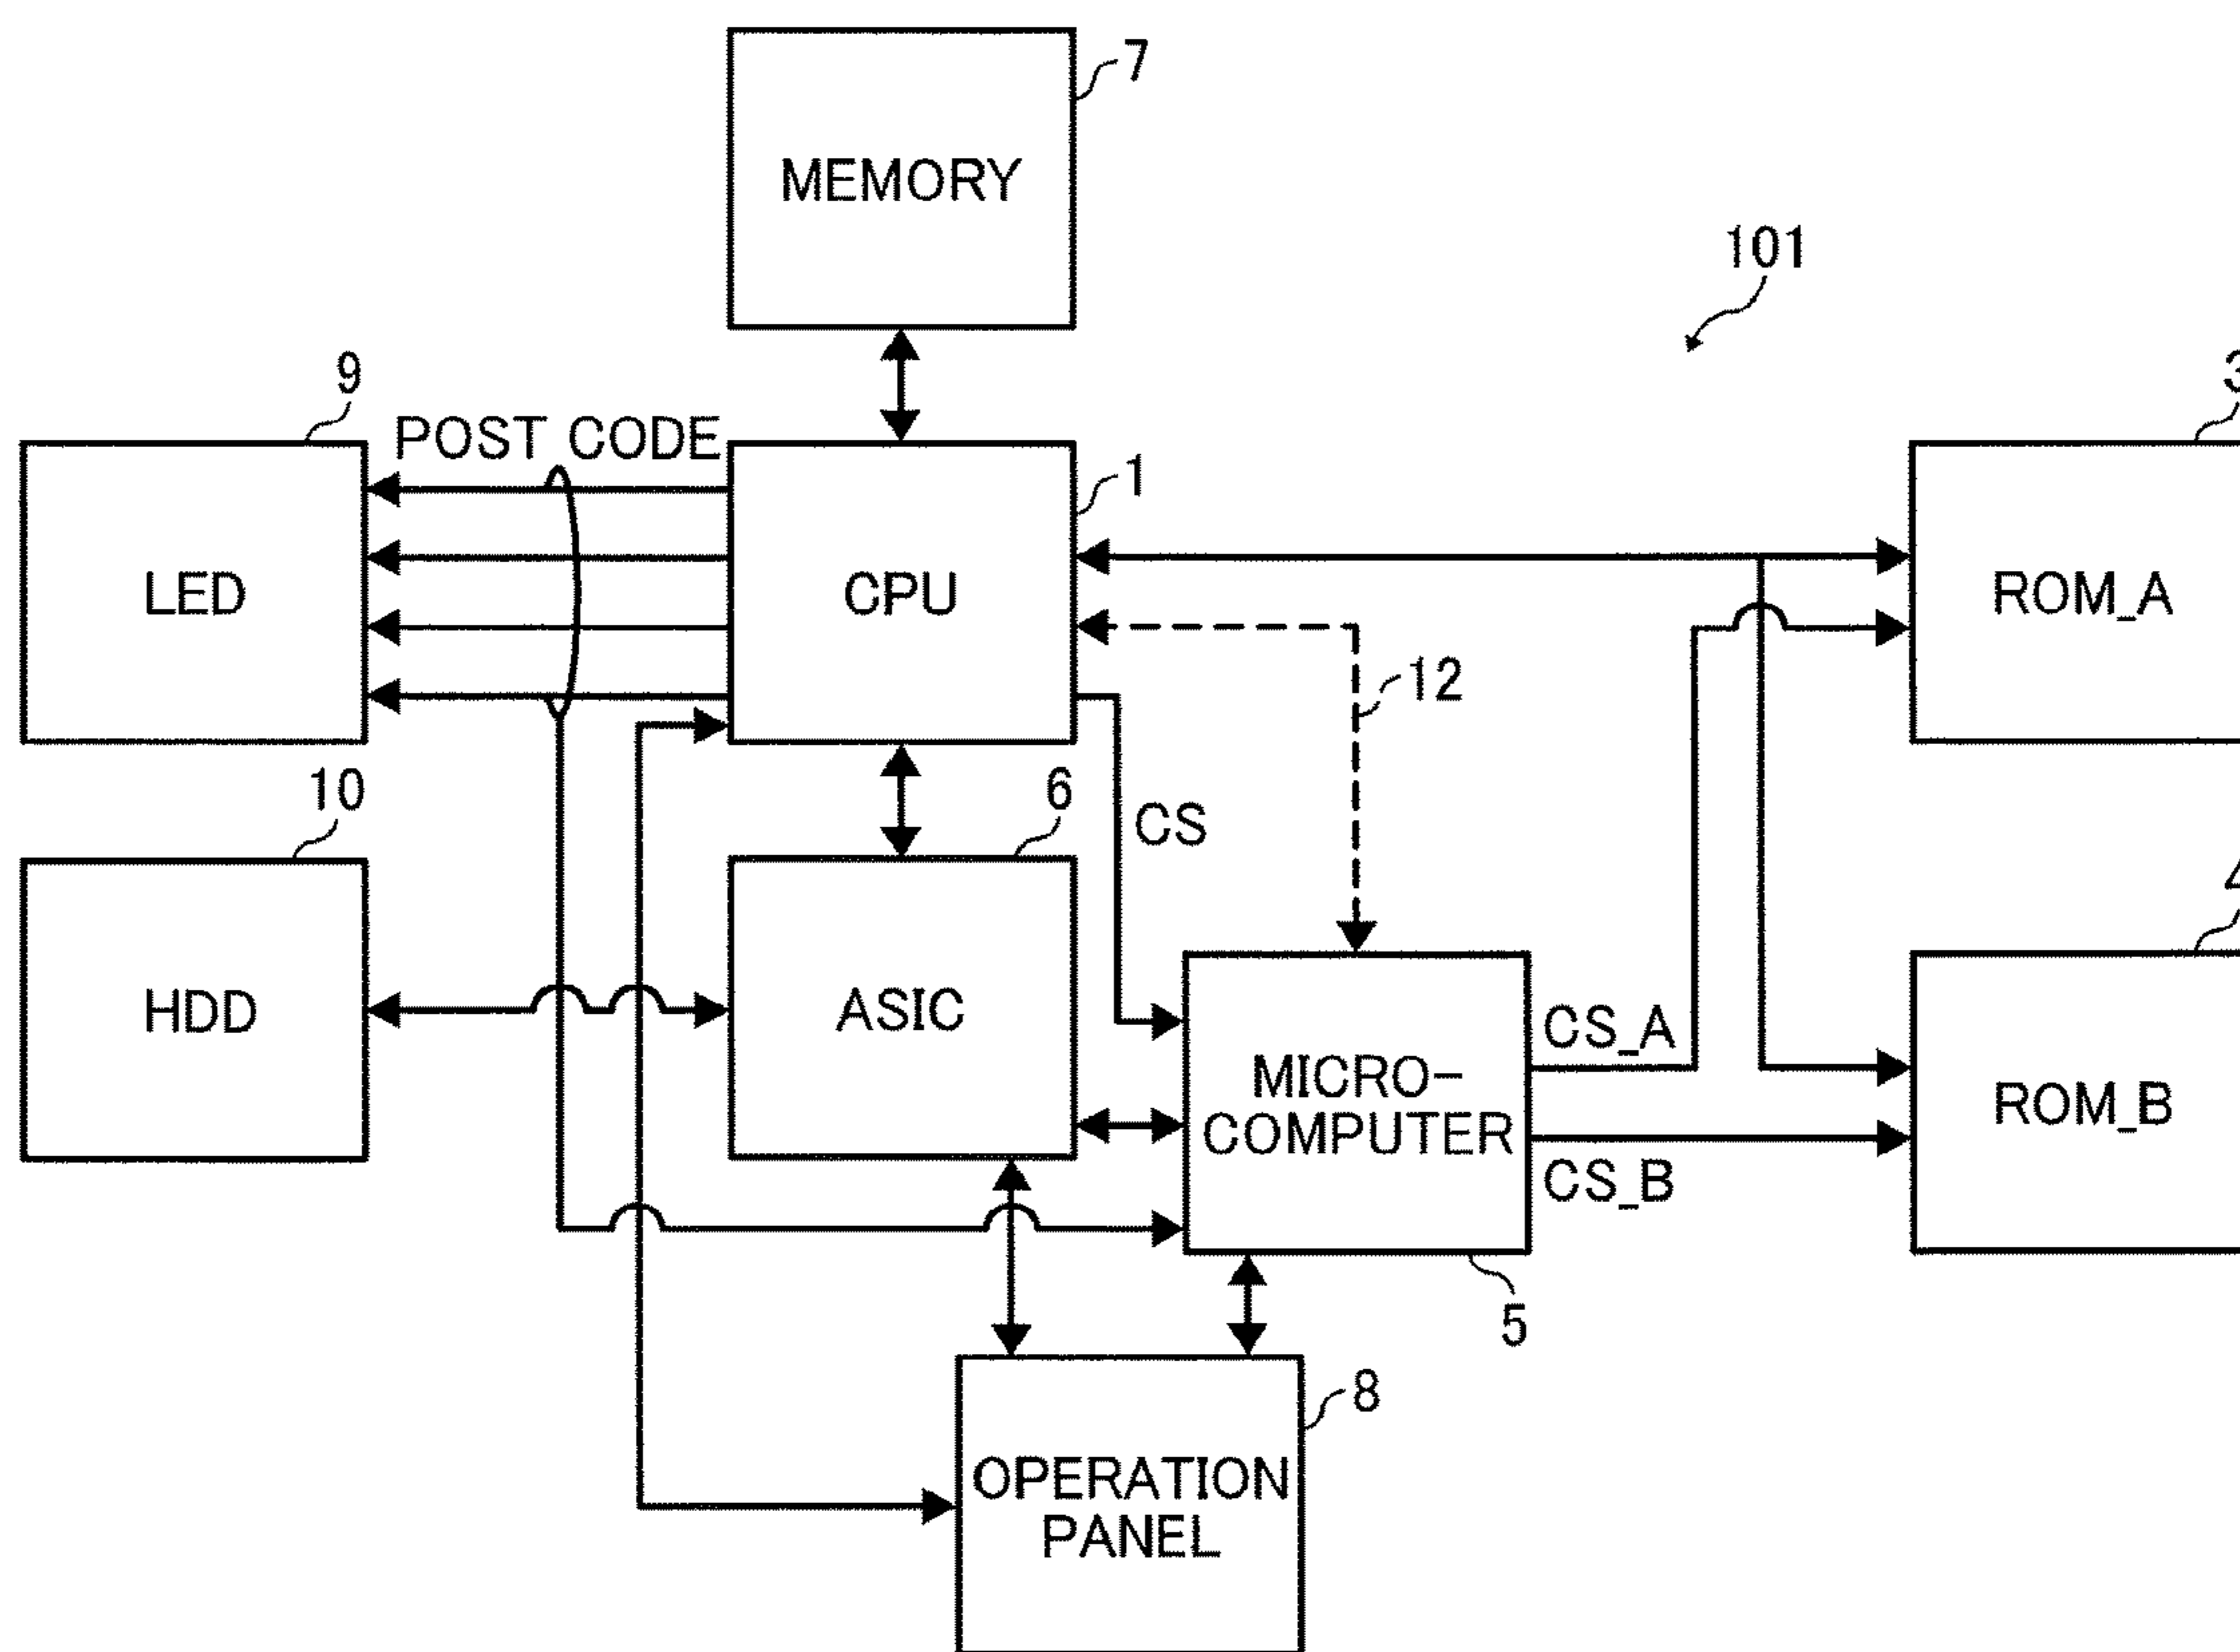 7
MEMORY
101
9
POST CODE
1
3
LED
CPU
ROM_A
12
10
6
CS
4
HDD
ASIC
CS_A
MICRO-
COMPUTER
ROM_B
CS_B
5
8
OPERATION
PANEL